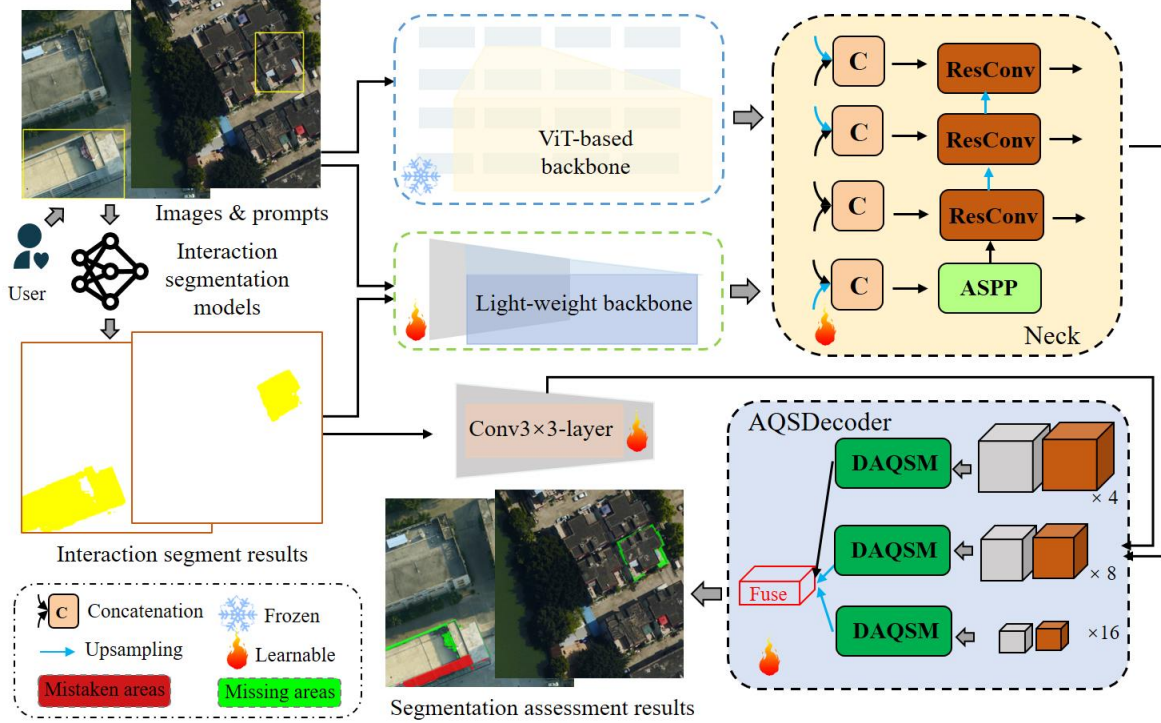 Images & prompts
User
Interaction
segmentation
models
ViT-based
backbone
Light-weight backbone
C
ResConv
C
ResConv
C
ResConv
C
ASPP
Neck
Conv3×3-layer
Interaction segment results
AQSDecoder
DAQSM
× 4
DAQSM
× 8
DAQSM
×16
Fuse
Segmentation assessment results
C
Concatenation
Frozen
Upsampling
Learnable
Mistaken areas
Missing areas